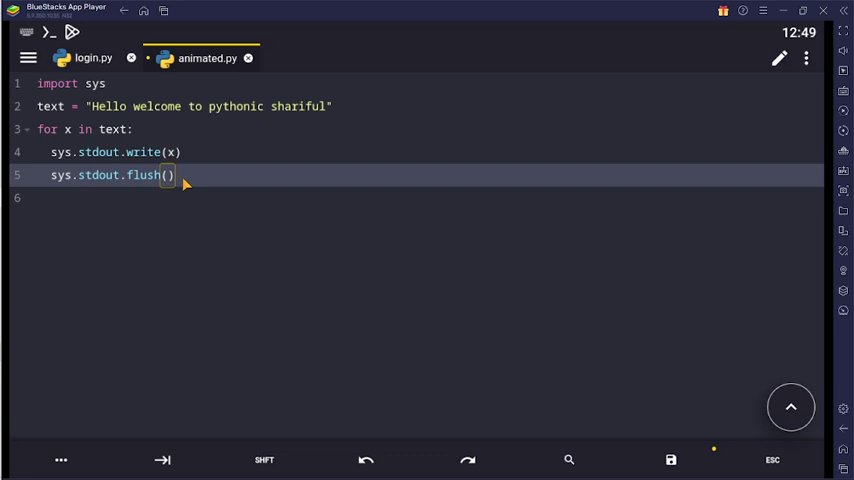 BlueStacks App Player
12:49
login.py
animated.py
1 import sys
2 text = "Hello welcome to pythonic shariful"
3 for x in text:
4 sys.stdout.write(x)
5 sys.stdout.flush()
6
SHFT
ESC